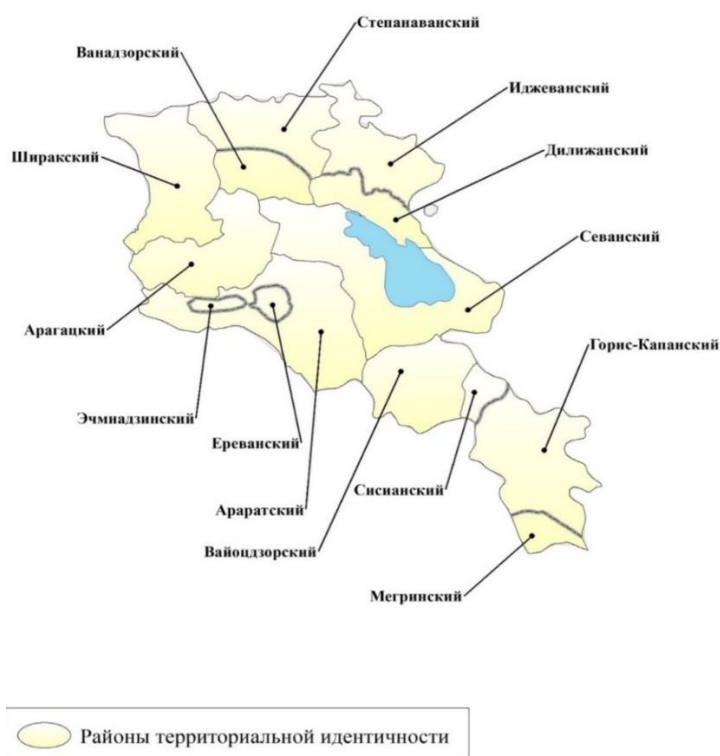 Степанаванский
Ванадзорский
Иджеванский
Дилижанский
Ширакский
Севанский
Арагацкий
Горис-Капанский
Эчмиадзинский
Ереванский
Сисианский
Араратский
Вайоцдзорский
Мегринский
Районы территориальной идентичности